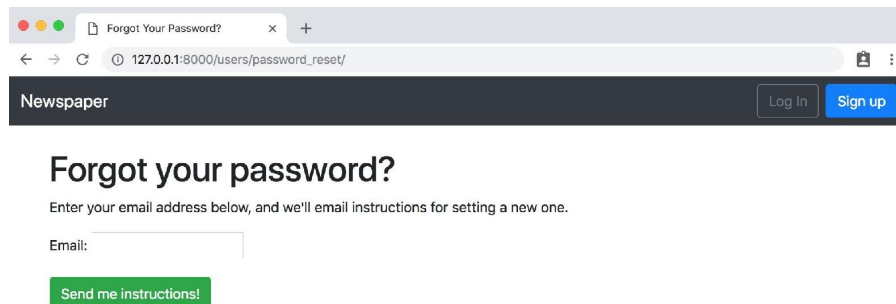 Forgot Your Password?
127.0.0.1:8000/users/password_reset/
Newspaper Log In Sign up
Forgot your password?
Enter your email address below, and we'll email instructions for setting a new one.
Email:
Send me instructions!